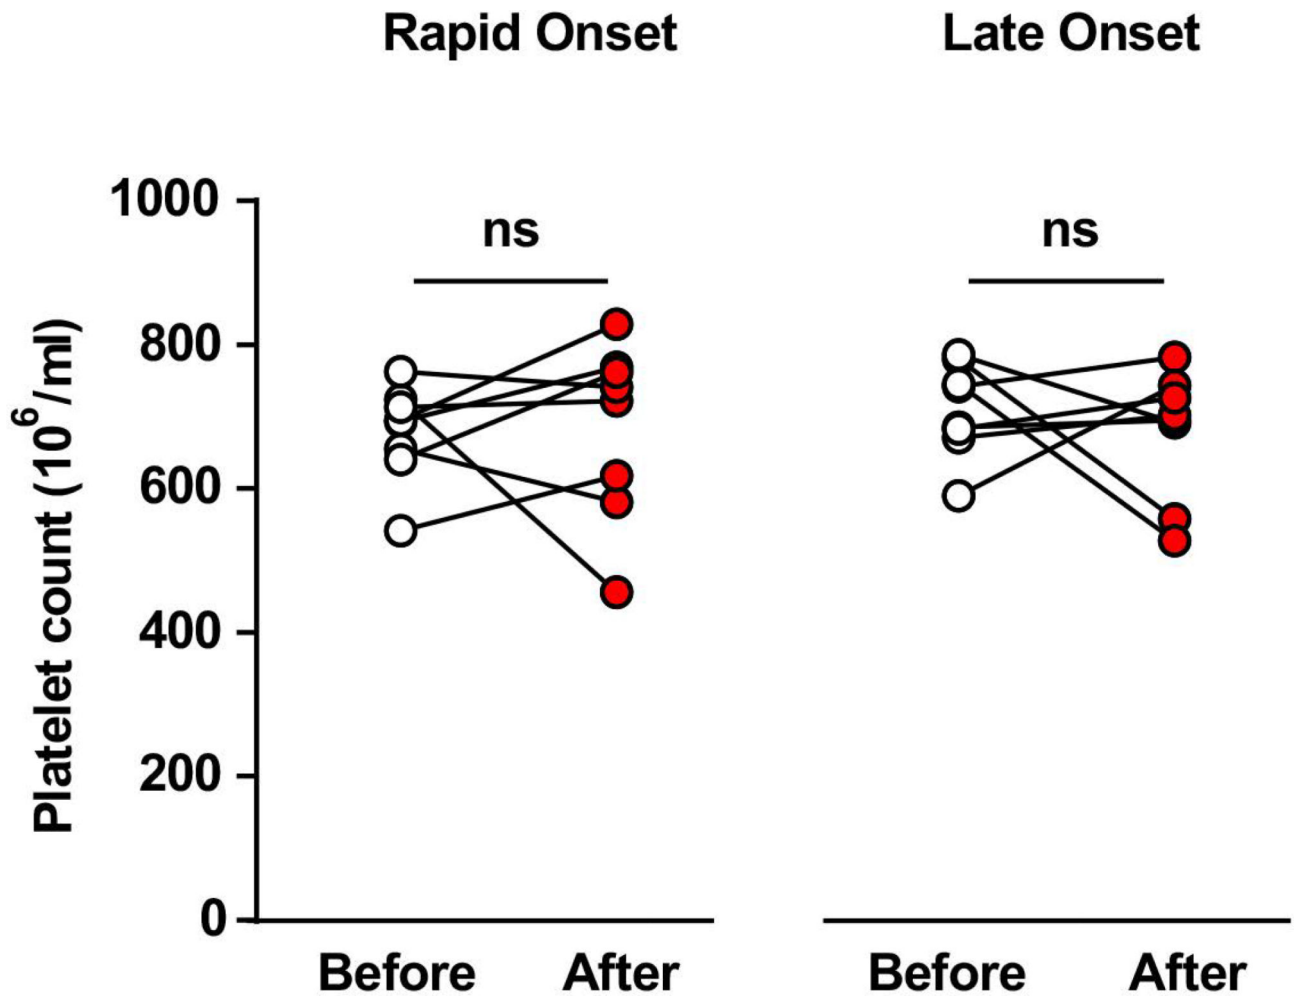 Rapid Onset
Late Onset
Platelet count (10⁶/ml)
1000
800
600
400
200
0
ns
ns
Before
After
Before
After